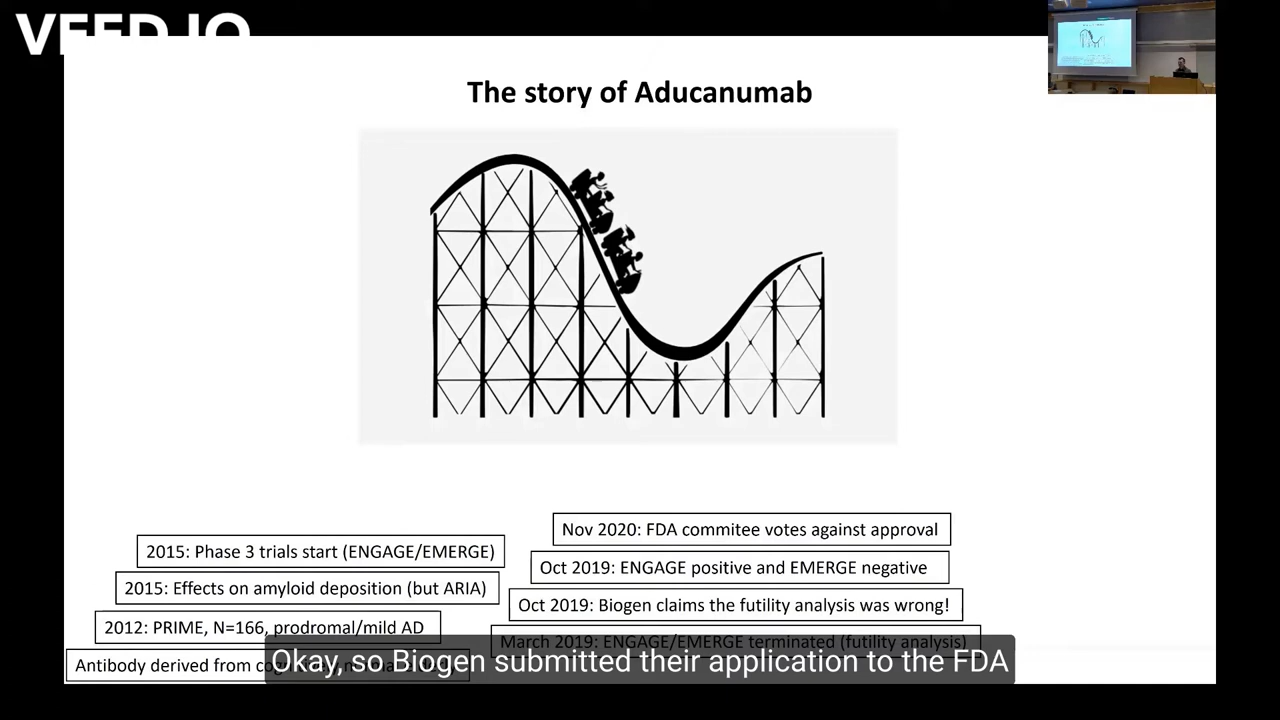 VEED.IO
The story of Aducanumab
Nov 2020: FDA commitee votes against approval
2015: Phase 3 trials start (ENGAGE/EMERGE)
Oct 2019: ENGAGE positive and EMERGE negative
2015: Effects on amyloid deposition (but ARIA)
Oct 2019: Biogen claims the futility analysis was wrong!
2012: PRIME, N=166, prodromal/mild AD
March 2019: ENGAGE/EMERGE terminated (futility analysis)
Antibody derived from
Okay, so Biogen submitted their application to the FDA